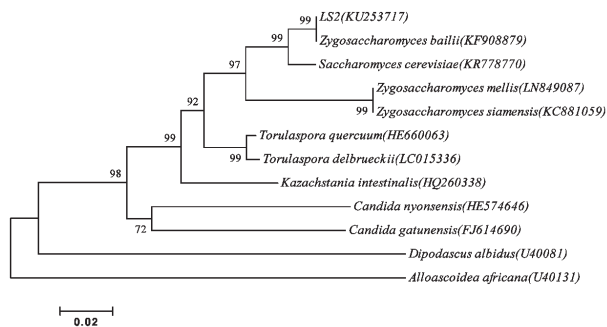 99
LS2(KU253717)
Zygosaccharomyces bailii(KF908879)
99
Saccharomyces cerevisiae(KR778770)
97
Zygosaccharomyces mellis(LN849087)
99
Zygosaccharomyces siamensis(KC881059)
92
Torulaspora quercuum(HE660063)
99
Torulaspora delbrueckii(LC015336)
99
Kazachstania intestinalis(HQ260338)
98
Candida nyonsensis(HE574646)
72
Candida gatunensis(FJ614690)
Dipodascus albidus(U40081)
Alloascoidea africana(U40131)
0.02